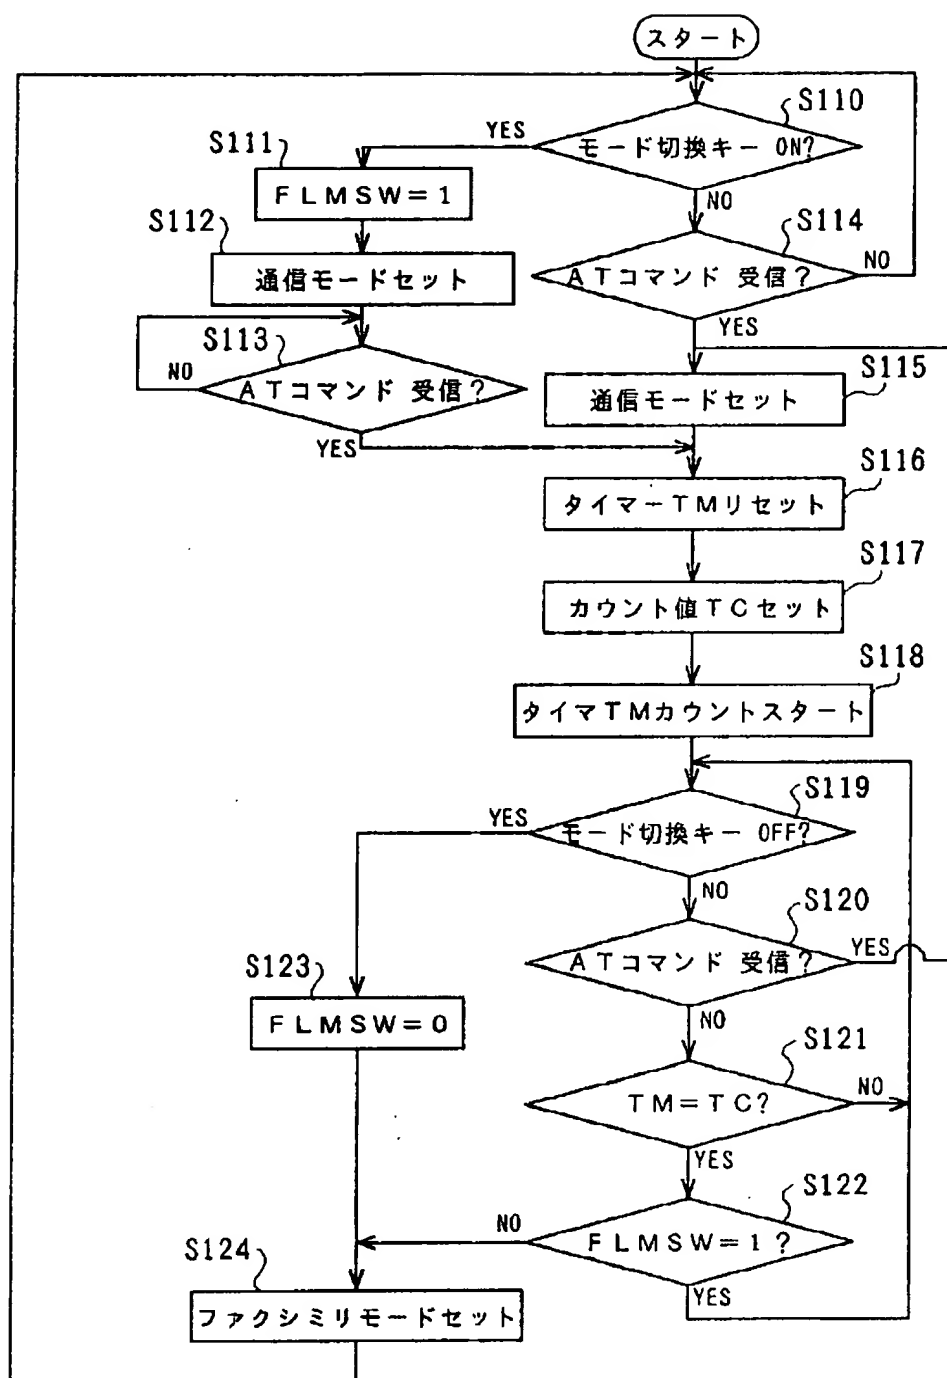 スタート
S110
モード切換キー ON?
YES
NO
S111
FLMSW=1
S112
通信モードセット
S113
ATコマンド 受信?
NO
YES
S114
ATコマンド 受信?
NO
YES
S115
通信モードセット
S116
タイマーTMリセット
S117
カウント値TCセット
S118
タイマTMカウントスタート
S119
モード切換キー OFF?
YES
NO
S120
ATコマンド 受信?
YES
NO
S121
TM=TC?
NO
YES
S122
FLMSW=1?
NO
YES
S123
FLMSW=0
S124
ファクシミリモードセット